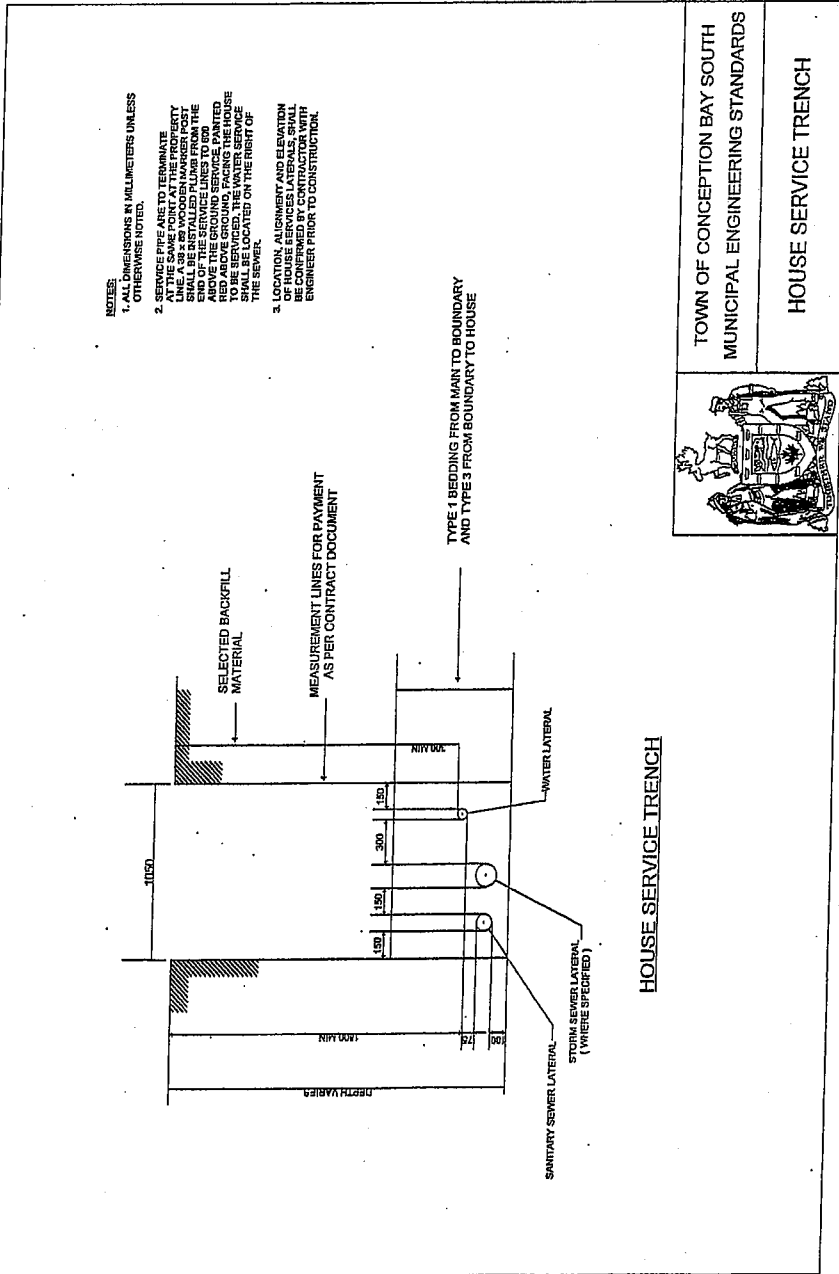 NOTES:
1. ALL DIMENSIONS IN MILLIMETERS UNLESS
OTHERWISE NOTED.
2. SERVICE PIPE ARE TO TERMINATE
AT THE SAME POINT AT THE PROPERTY
LINE. A 38 x 89 WOODEN MARKER POST
SHALL BE INSTALLED PLUMB FROM THE
END OF THE SERVICE LINES TO 600
ABOVE THE GROUND SERVICE, PAINTED
RED ABOVE GROUND, FACING THE HOUSE
TO BE SERVICED, THE WATER SERVICE
SHALL BE LOCATED ON THE RIGHT OF
THE SEWER.
3. LOCATION, ALIGNMENT AND ELEVATION
OF HOUSE SERVICES LATERALS, SHALL
BE CONFIRMED BY CONTRACTOR WITH
ENGINEER PRIOR TO CONSTRUCTION.
1050
SELECTED BACKFILL
MATERIAL
MEASUREMENT LINES FOR PAYMENT
AS PER CONTRACT DOCUMENT
TYPE 1 BEDDING FROM MAIN TO BOUNDARY
AND TYPE 3 FROM BOUNDARY TO HOUSE
DEPTH VARIES
1800 MIN
75
100
150
150
300
150
300 MIN
WATER LATERAL
STORM SEWER LATERAL
( WHERE SPECIFIED )
SANITARY SEWER LATERAL
HOUSE SERVICE TRENCH
TOWN OF CONCEPTION BAY SOUTH
MUNICIPAL ENGINEERING STANDARDS
HOUSE SERVICE TRENCH